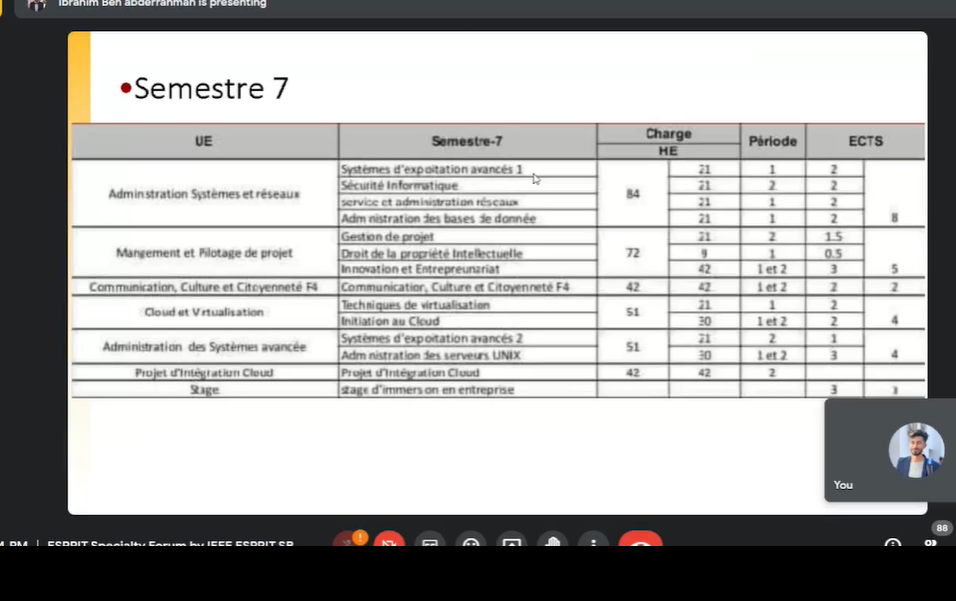 Ibrahim Ben abderrahman is presenting
•Semestre 7
UE Semestre-7 Charge Période ECTS
HE
Adminstration Systèmes et réseaux 84 8
Systèmes d'expoitation avancés 1 21 1 2
Sécurité Informatique 21 2 2
service et administration réseaux 21 1 2
Adm nistration des bases de donnée 21 1 2
Mangement et Pilotage de projet 72 5
Gestion de projet 21 2 1.5
Droit de la propriété Intellectuelle 9 1 0.5
Innovation et Entrepreunariat 42 1 et 2 3
Communication, Culture et Citoyenneté F4 Communication, Culture et Citoyenneté F4 42 42 1 et 2 2 2
Cloud et V rtualisation 51 4
Techniques de virtualisation 21 1 2
Initiation au Cloud 30 1 et 2 2
Administration des Systèmes avancée 51 4
Systèmes d'expoitation avancés 2 21 2 1
Adm nistration des serveurs UNIX 30 1 et 2 3
Projet d'Intégration Cloud Projet d'Intégration Cloud 42 42 2
Stage stage d'immers on en entreprise 3
You
88
PM | ESPRIT Specialty Forum by IEEE ESPRIT SB